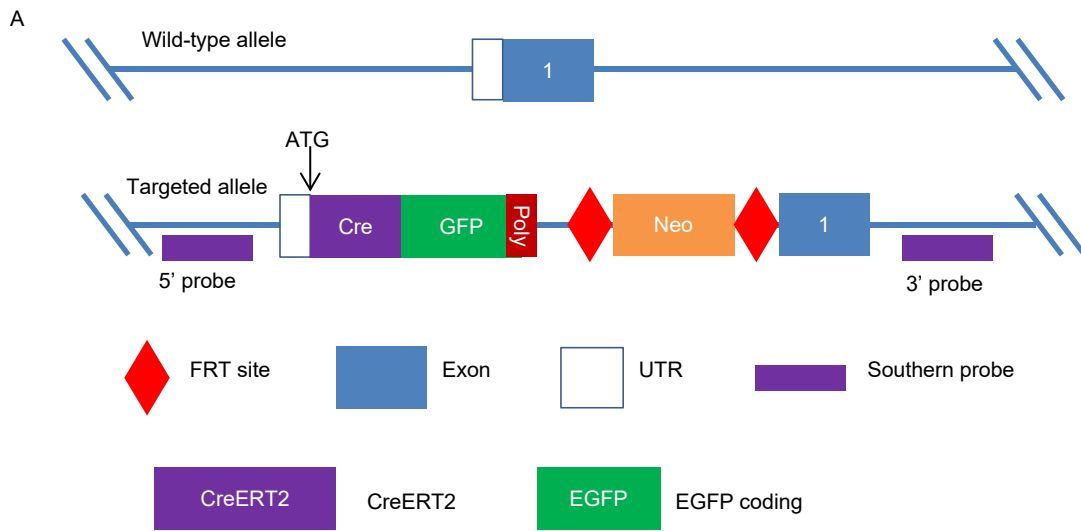 A
Wild-type allele
1
ATG
Targeted allele
Cre
GFP
Poly
Neo
1
5’ probe
3’ probe
FRT site
Exon
UTR
Southern probe
CreERT2
CreERT2
EGFP
EGFP coding